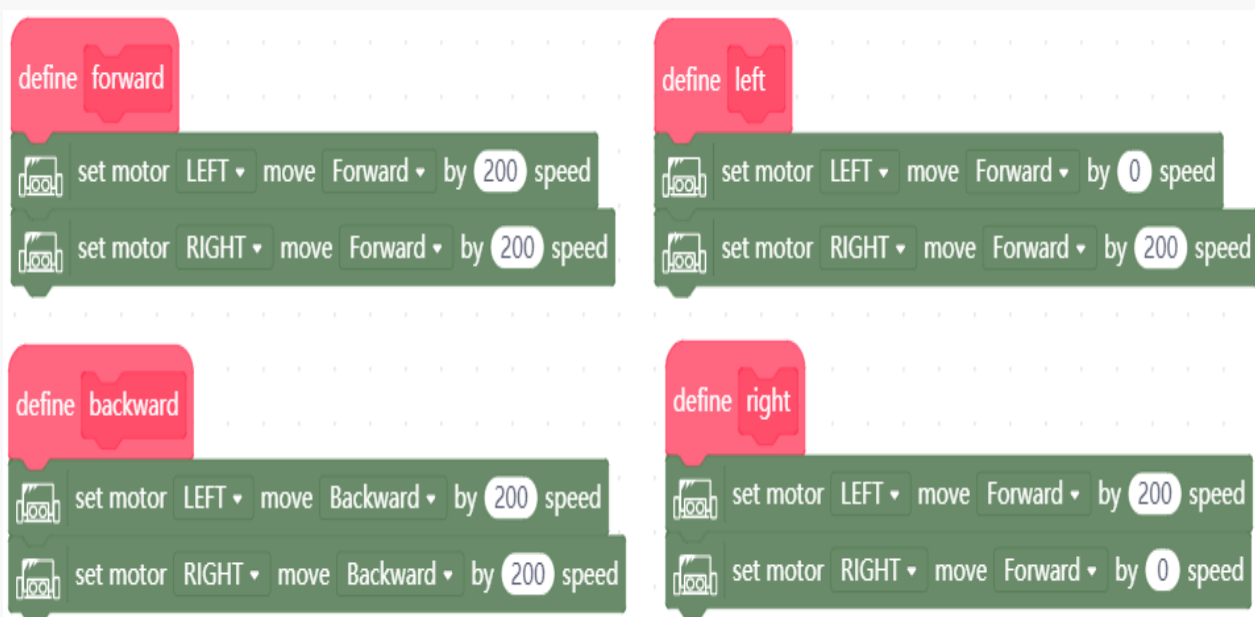 define forward
set motor LEFT move Forward by 200 speed
set motor RIGHT move Forward by 200 speed
define left
set motor LEFT move Forward by 0 speed
set motor RIGHT move Forward by 200 speed
define backward
set motor LEFT move Backward by 200 speed
set motor RIGHT move Backward by 200 speed
define right
set motor LEFT move Forward by 200 speed
set motor RIGHT move Forward by 0 speed